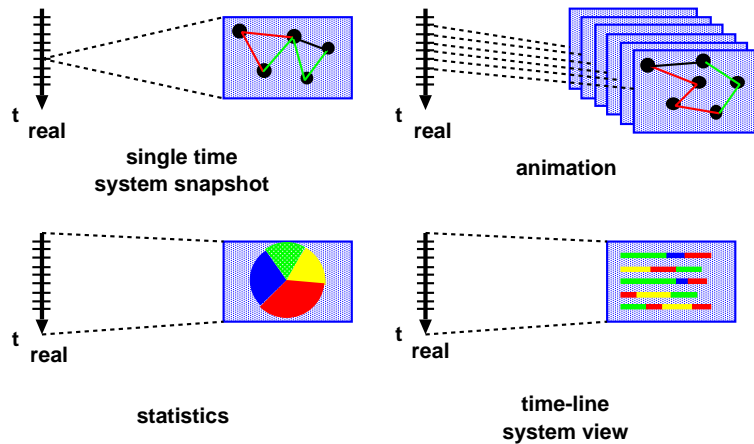 t
real
single time
system snapshot
t
real
animation
t
real
statistics
t
real
time-line
system view